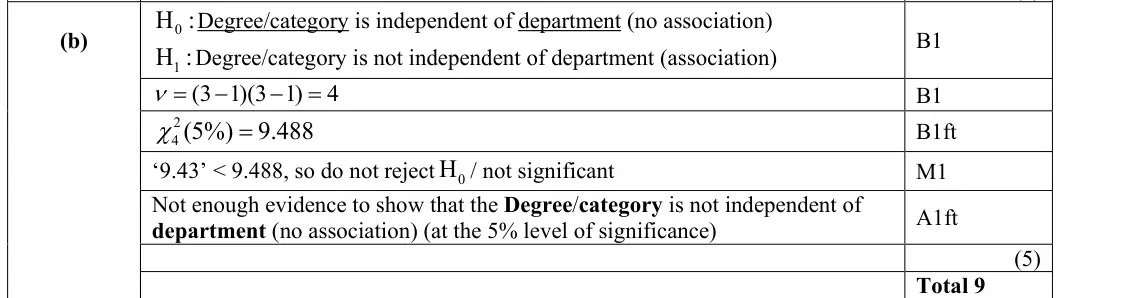 (b)
H₀ : Degree/category is independent of department (no association)
H₁ : Degree/category is not independent of department (association)
B1
ν = (3−1)(3−1) = 4
B1
χ₄²(5%) = 9.488
B1ft
‘9.43’ < 9.488, so do not reject H₀ / not significant
M1
Not enough evidence to show that the Degree/category is not independent of
department (no association) (at the 5% level of significance)
A1ft
(5)
Total 9